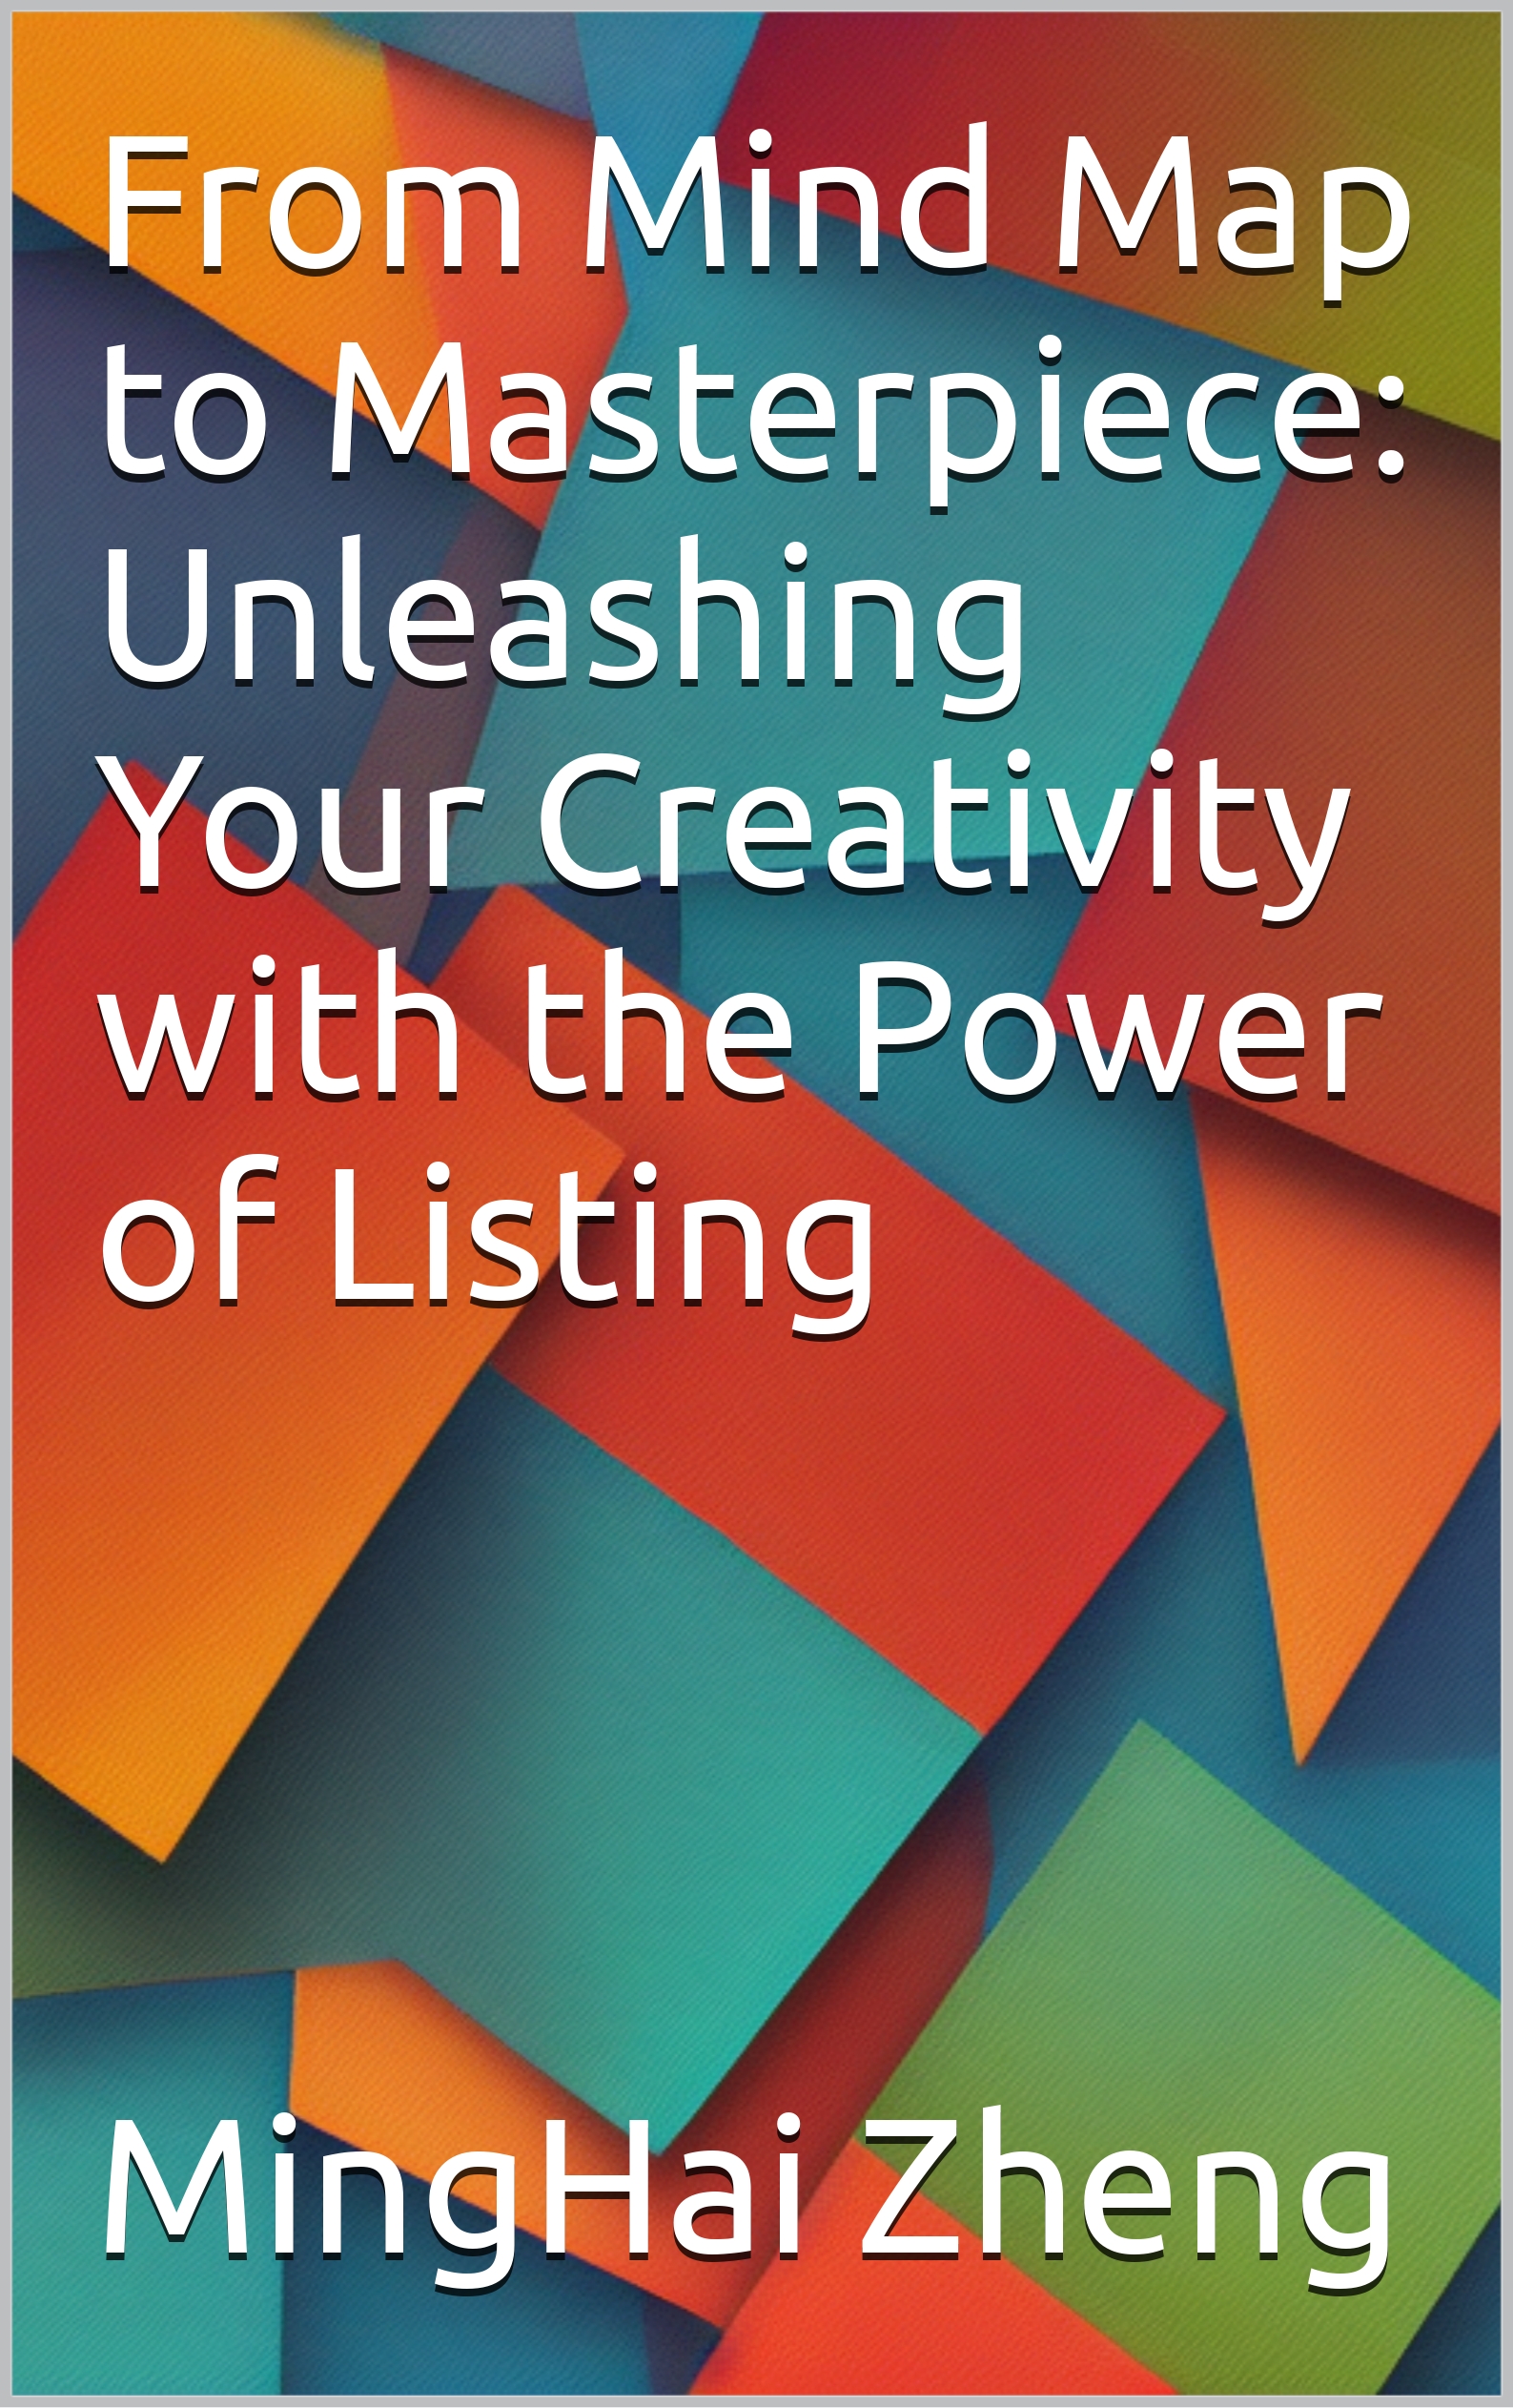 From Mind Map
to Masterpiece:
Unleashing
Your Creativity
with the Power
of Listing
MingHai Zheng